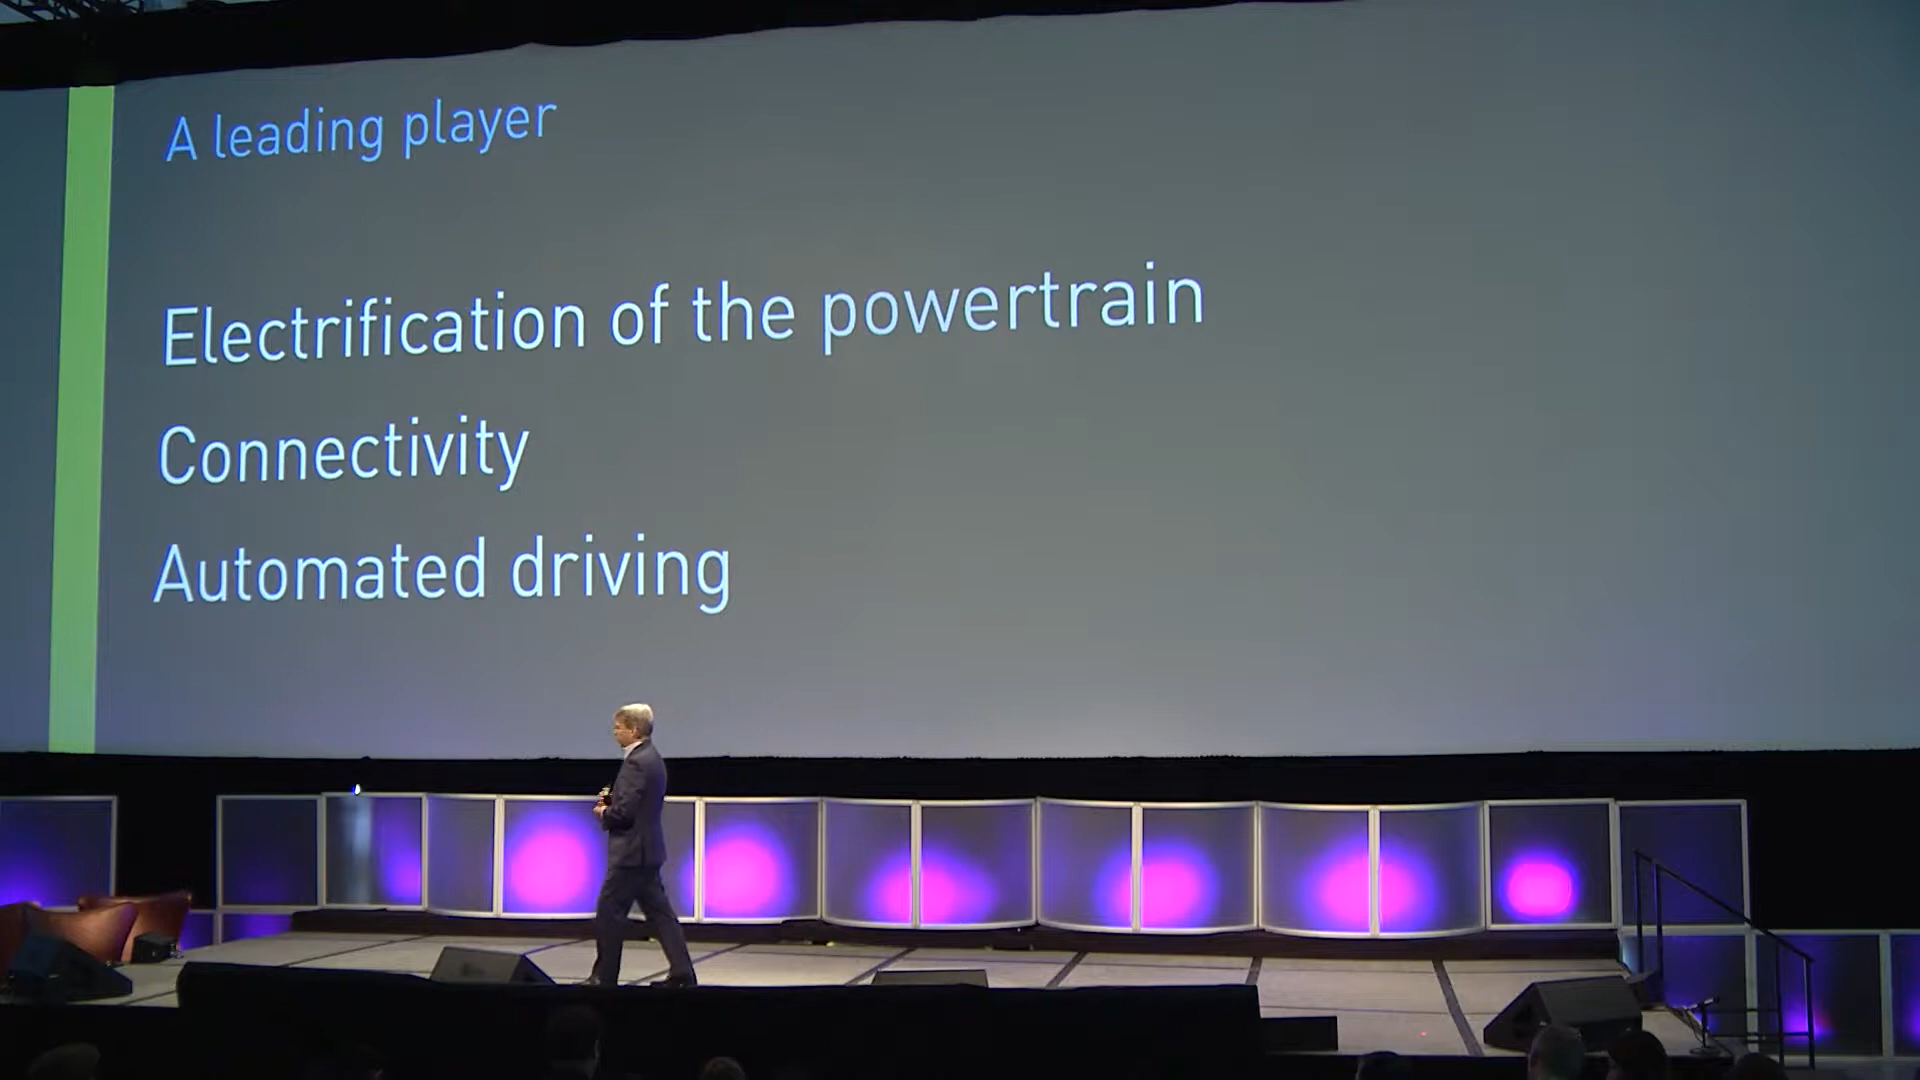 A leading player
Electrification of the powertrain
Connectivity
Automated driving